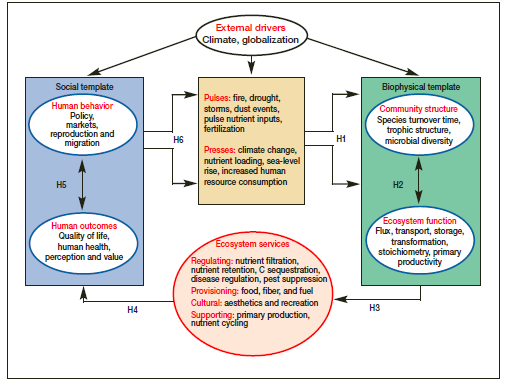 External drivers
Climate, globalization
Social template
Human behavior
Policy,
markets,
reproduction and
migration
H5
Human outcomes
Quality of life,
human health,
perception and value
H6
Pulses: fire, drought,
storms, dust events,
pulse nutrient inputs,
fertilization
Presses: climate change,
nutrient loading, sea-level
rise, increased human
resource consumption
H1
Biophysical template
Community structure
Species turnover time,
trophic structure,
microbial diversity
H2
Ecosystem function
Flux, transport, storage,
transformation,
stoichiometry, primary
productivity
Ecosystem services
Regulating: nutrient filtration,
nutrient retention, C sequestration,
disease regulation, pest suppression
Provisioning: food, fiber, and fuel
Cultural: aesthetics and recreation
Supporting: primary production,
nutrient cycling
H4
H3